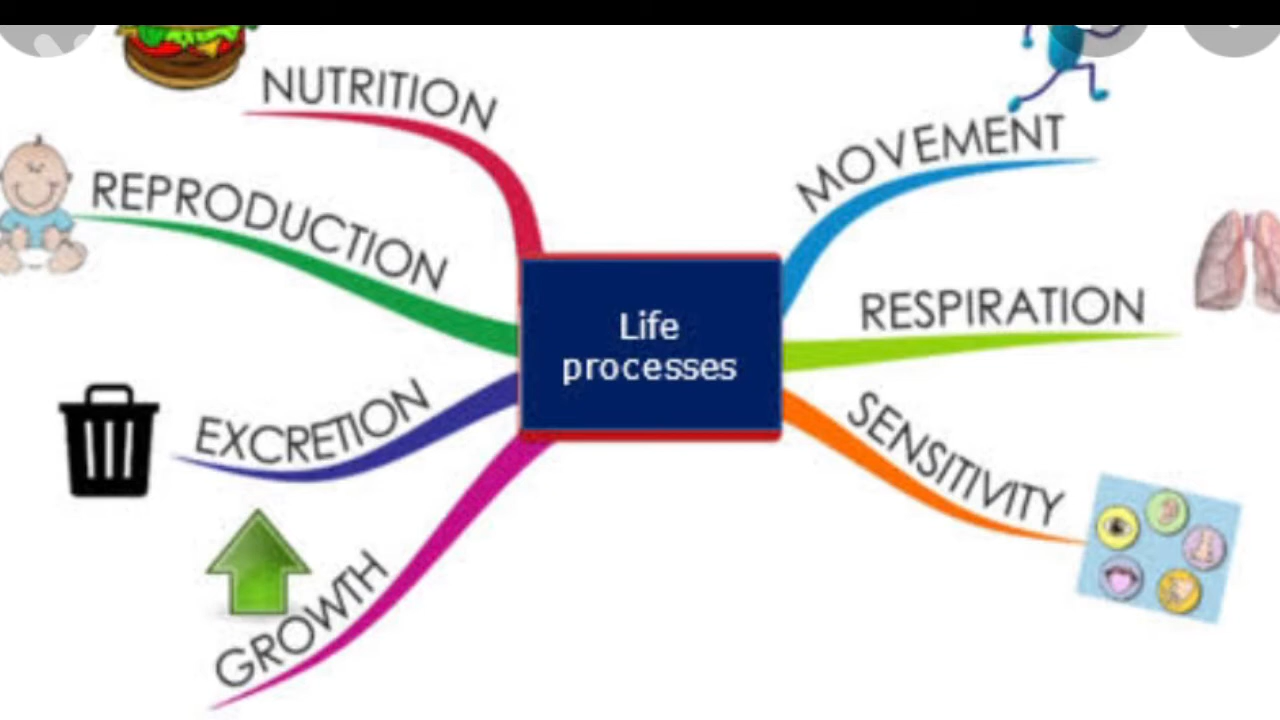 NUTRITION
MOVEMENT
REPRODUCTION
RESPIRATION
Life
processes
EXCRETION
SENSITIVITY
GROWTH